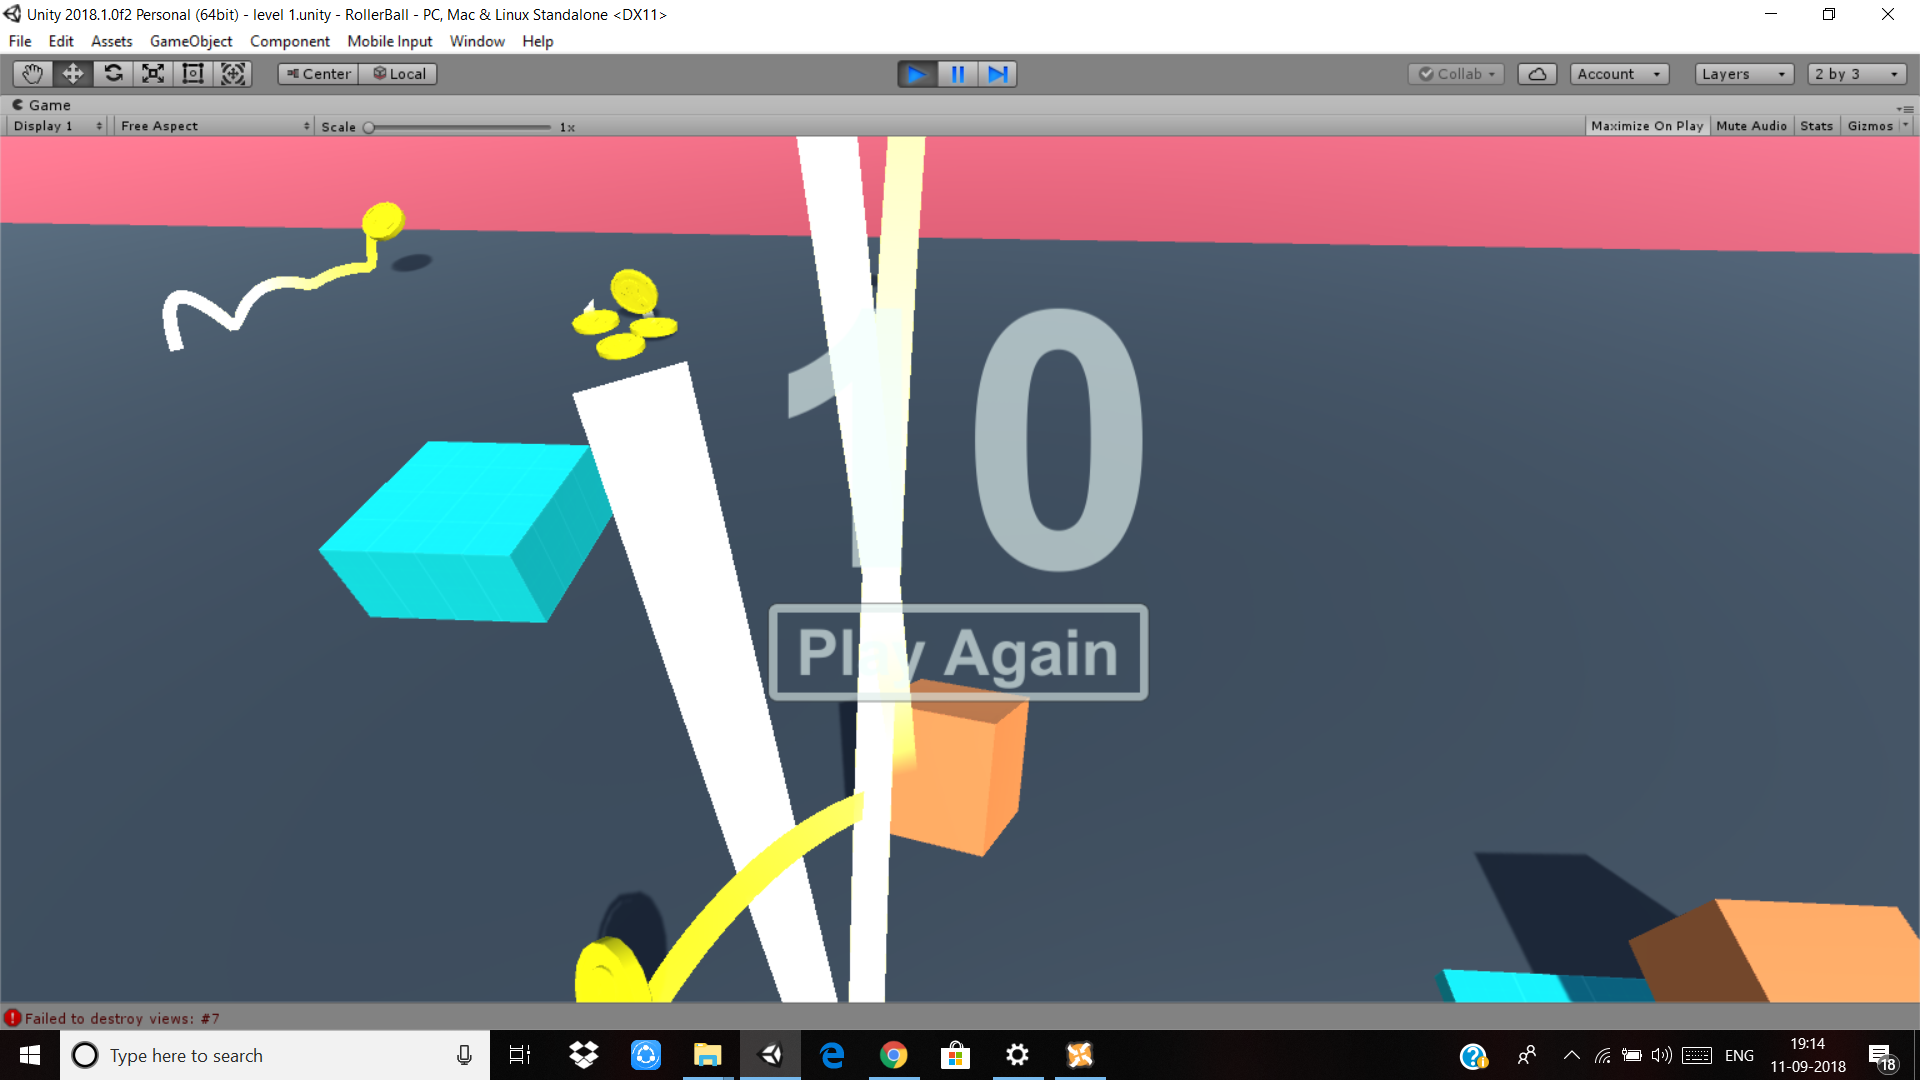 Unity 2018.1.0f2 Personal (64bit) - level 1.unity - RollerBall - PC, Mac & Linux Standalone <DX11>
File Edit Assets GameObject Component Mobile Input Window Help
Center Local Collab Account Layers 2 by 3
Game
Display 1 Free Aspect Scale 1x Maximize On Play Mute Audio Stats Gizmos
10
Play Again
Failed to destroy views: #7
Type here to search
ENG
19:14
11-09-2018
18